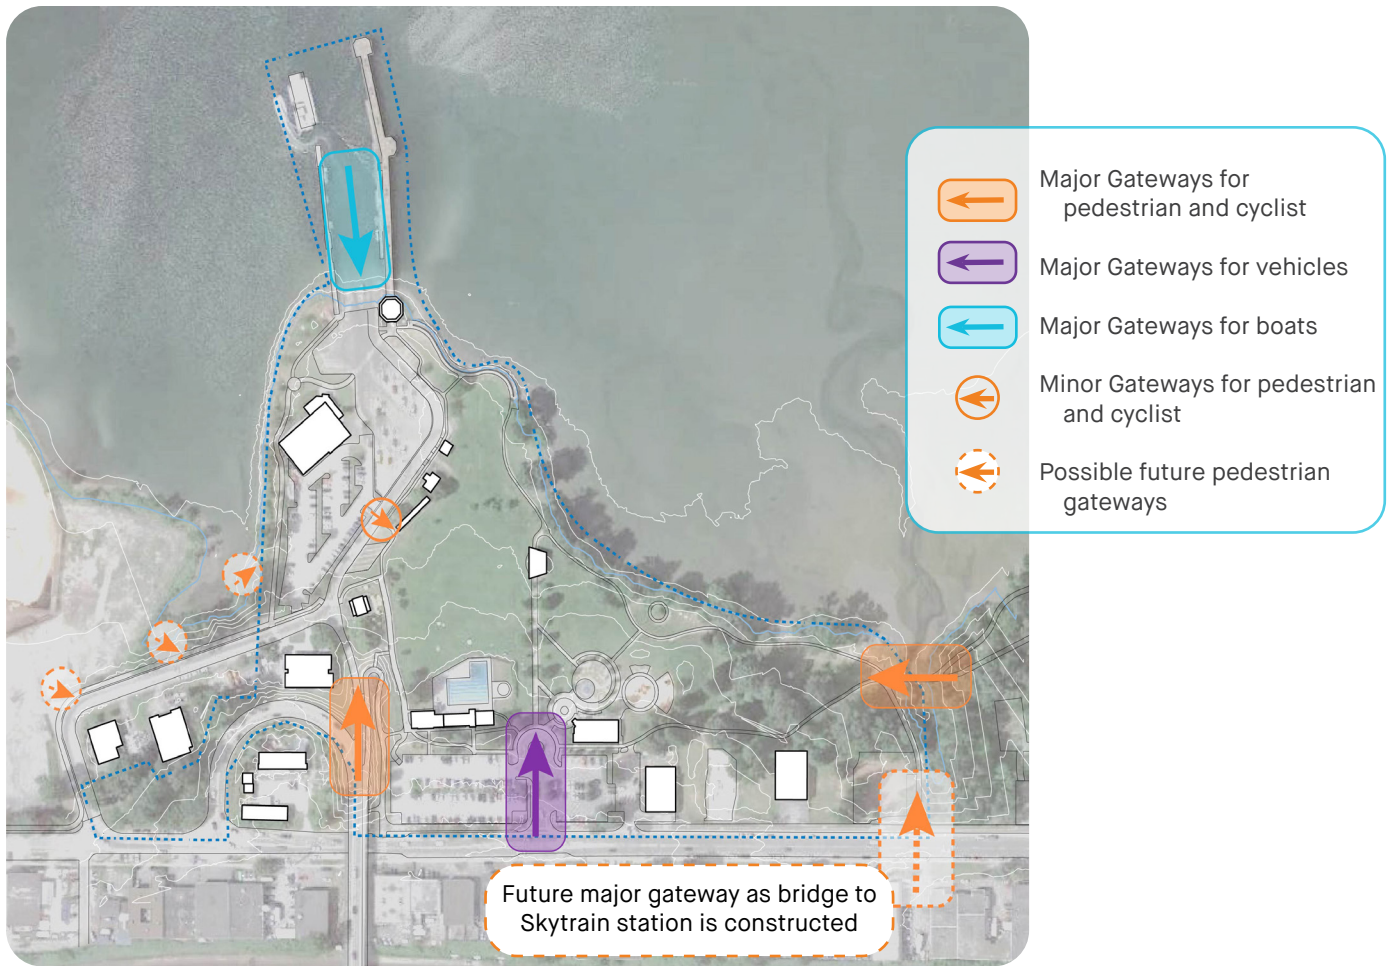 Major Gateways for
pedestrian and cyclist
Major Gateways for vehicles
Major Gateways for boats
Minor Gateways for pedestrian
and cyclist
Possible future pedestrian
gateways
Future major gateway as bridge to
Skytrain station is constructed